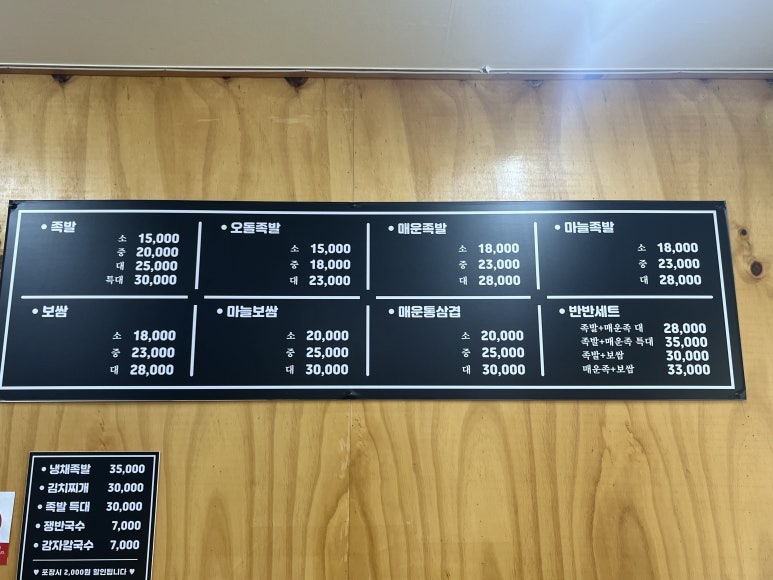 • 족발
소 15,000
중 20,000
대 25,000
특대 30,000
• 오돌족발
소 15,000
중 18,000
대 23,000
• 매운족발
소 18,000
중 23,000
대 28,000
• 마늘족발
소 18,000
중 23,000
대 28,000
• 보쌈
소 18,000
중 23,000
대 28,000
• 마늘보쌈
소 20,000
중 25,000
대 30,000
• 매운통삼겹
소 20,000
중 25,000
대 30,000
• 반반세트
족발+매운족 대 28,000
족발+매운족 특대 35,000
족발+보쌈 30,000
매운족+보쌈 33,000
• 냉채족발 35,000
• 김치찌개 30,000
• 족발 특대 30,000
• 쟁반국수 7,000
• 감자칼국수 7,000
♥ 포장시 2,000원 할인됩니다 ♥